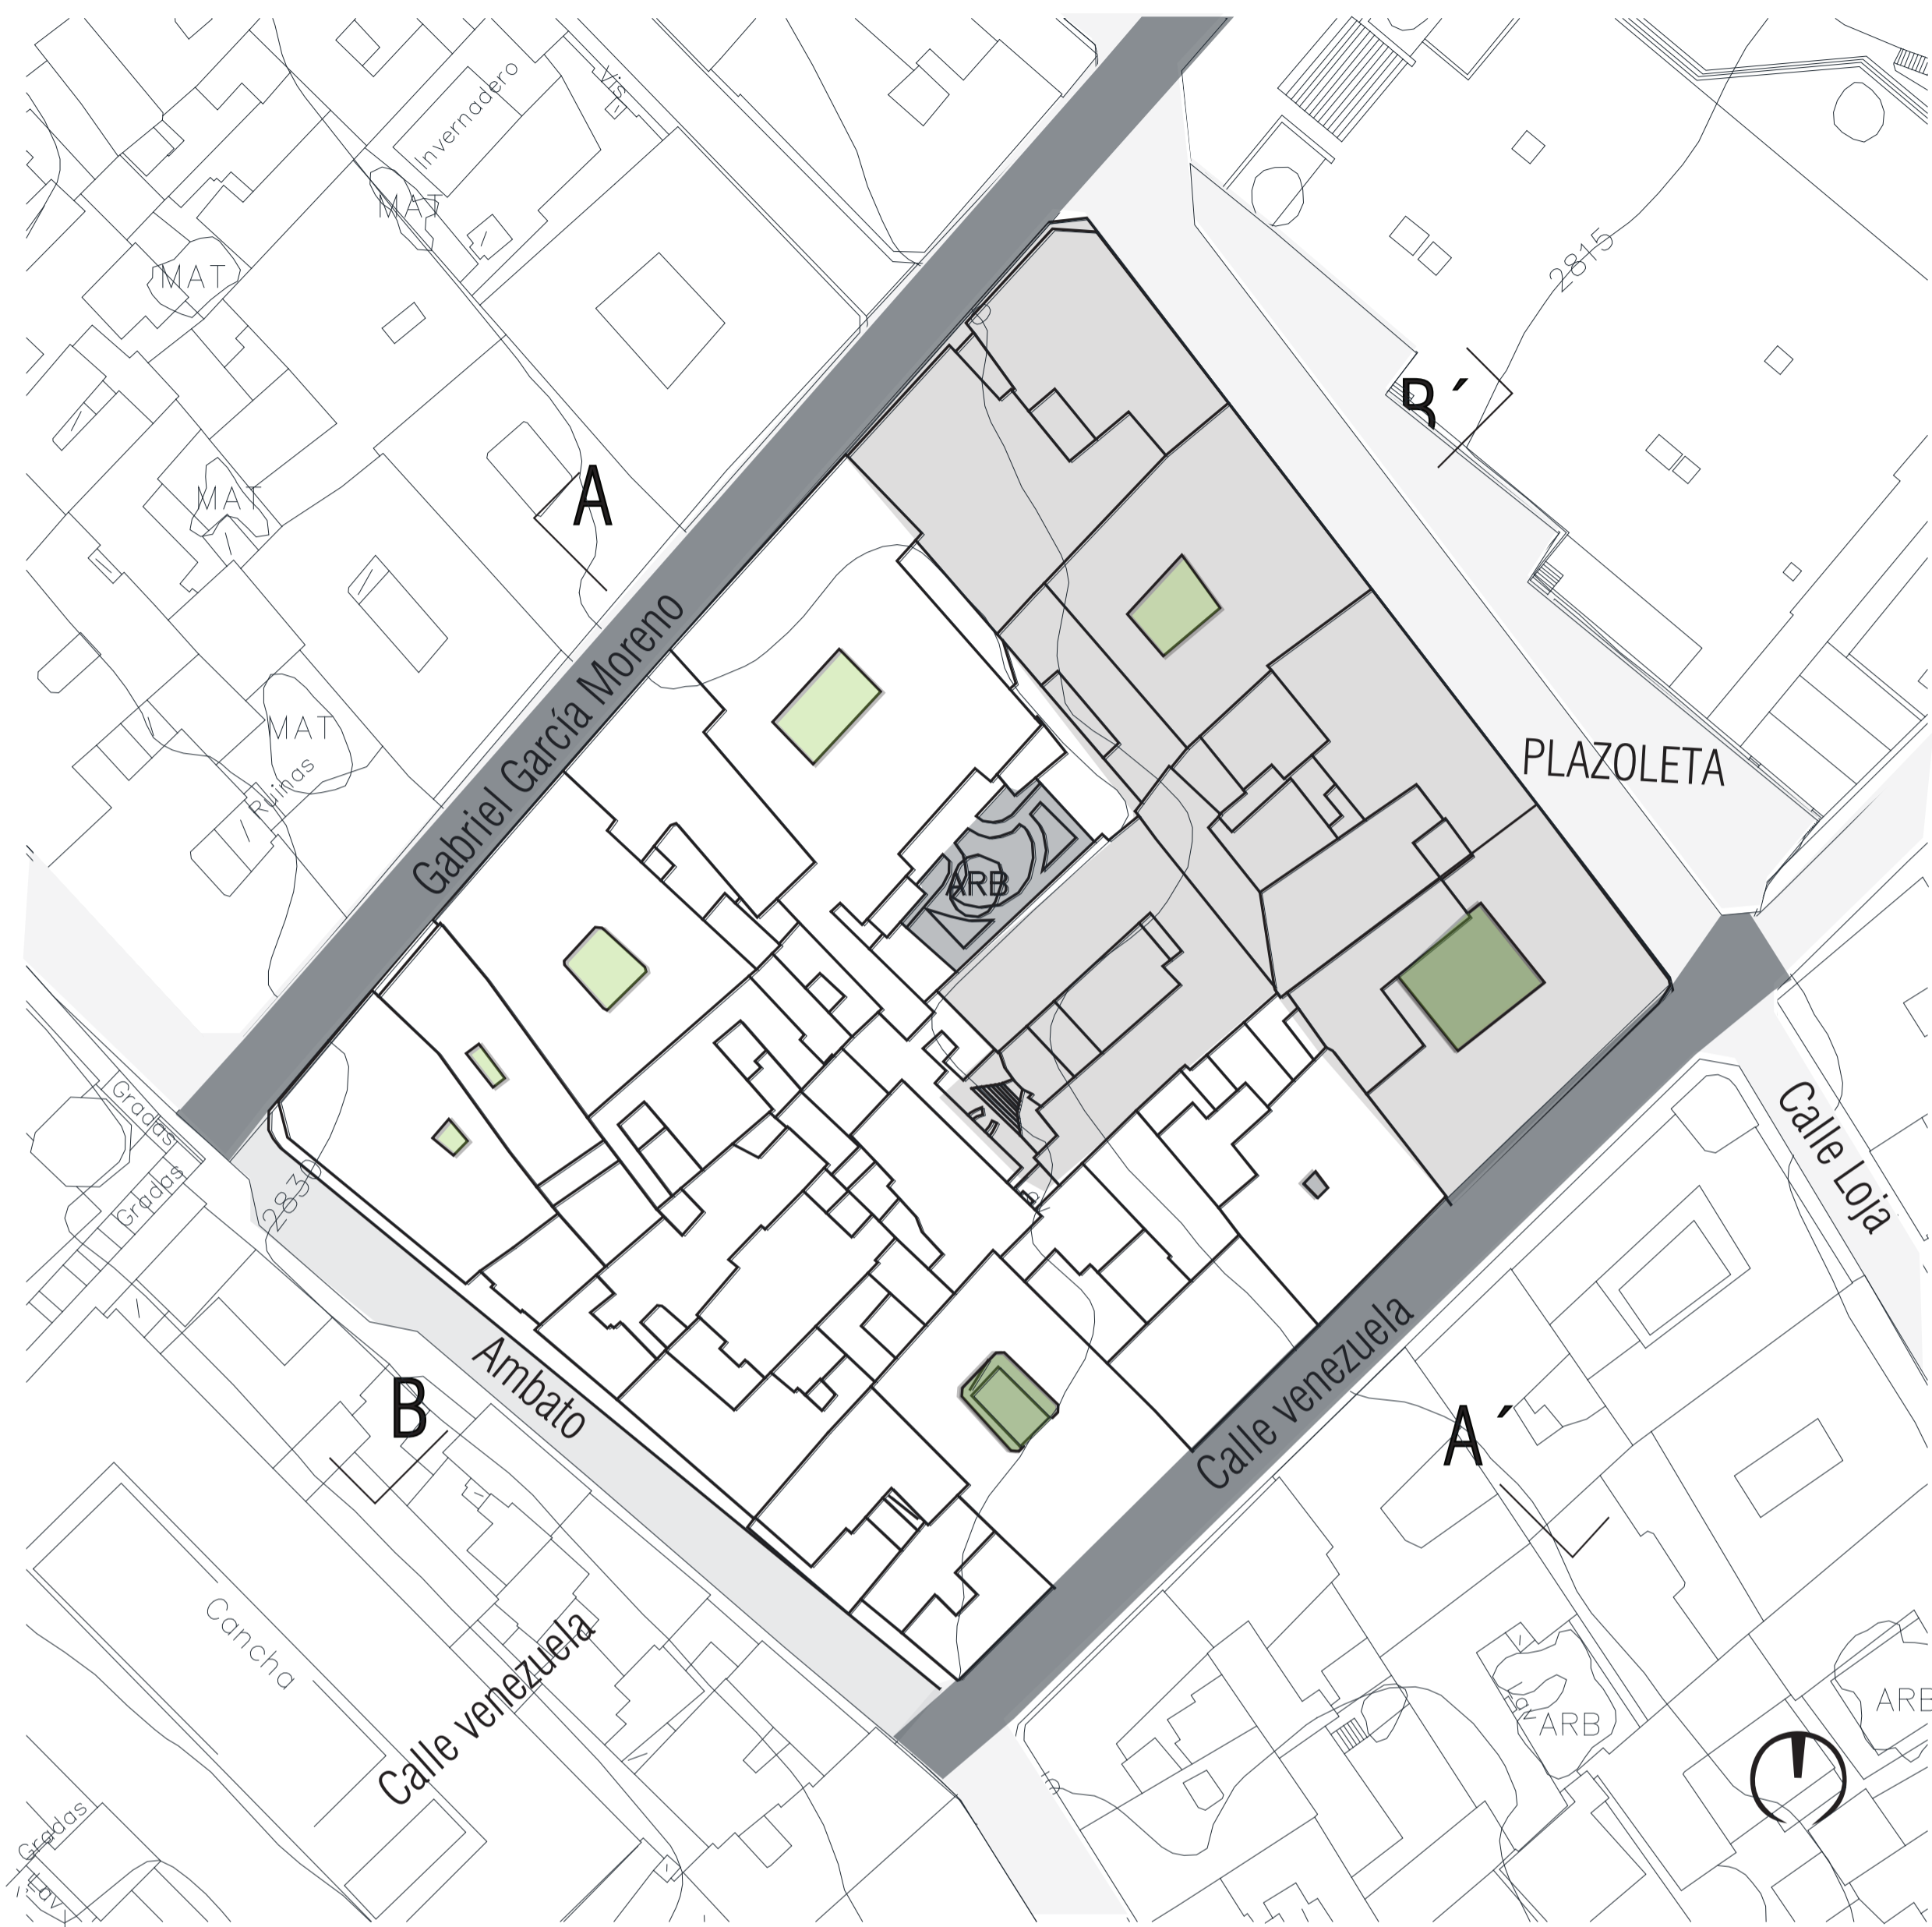 Invernadero
MAT
MAT
2815
B´
A
MAT
Gabriel García Moreno
MAT
Ruinas
PLAZOLETA
ARB
Gradas
Gradas
2830
Calle Loja
Ambato
B
Calle venezuela
A´
Cancha
Calle venezuela
ARB
ARB
Gradas